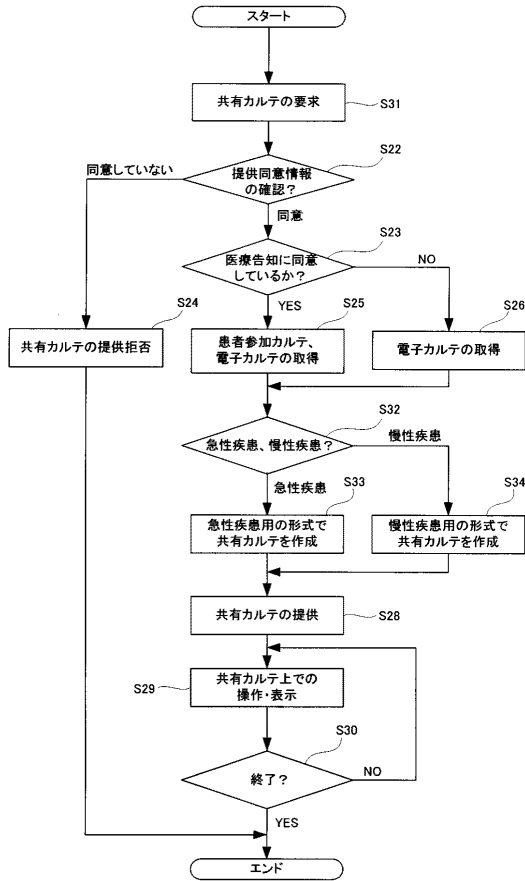 スタート
共有カルテの要求
S31
S22
同意していない
提供同意情報
の確認？
同意
S23
医療告知に同意
しているか？
NO
YES
S24
S25
S26
共有カルテの提供拒否
患者参加カルテ、
電子カルテの取得
電子カルテの取得
S32
急性疾患、慢性疾患？
慢性疾患
急性疾患
S33
S34
急性疾患用の形式で
共有カルテを作成
慢性疾患用の形式で
共有カルテを作成
共有カルテの提供
S28
S29
共有カルテ上での
操作・表示
S30
終了？
NO
YES
エンド